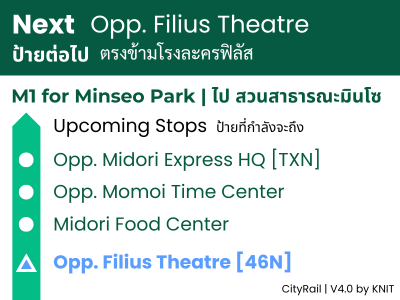 Next Opp. Filius Theatre
ป้ายต่อไป ตรงข้ามโรงละครฟิลัส
M1 for Minseo Park | ไป สวนสาธารณะมินโซ
Upcoming Stops ป้ายที่กำลังจะถึง
Opp. Midori Express HQ [TXN]
Opp. Momoi Time Center
Midori Food Center
Opp. Filius Theatre [46N]
CityRail | V4.0 by KNIT